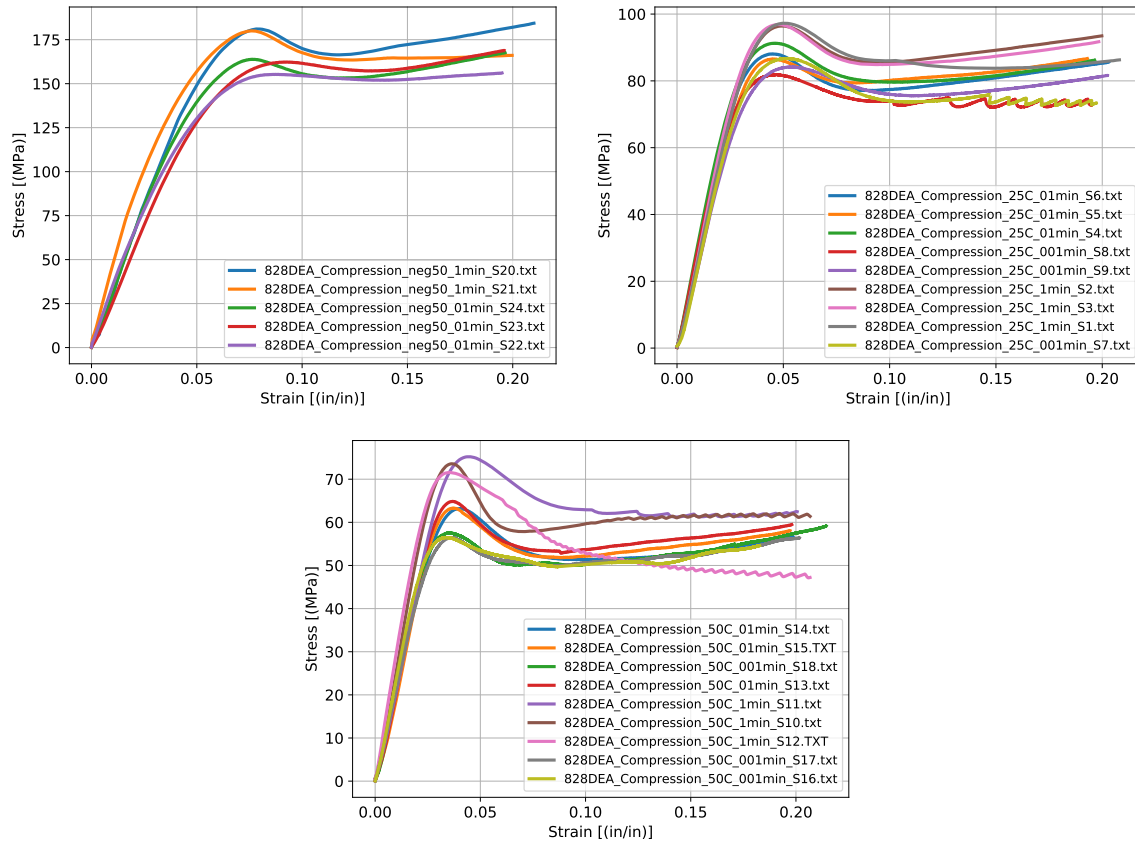 175
150
125
100
75
50
25
0
Stress [(MPa)]
828DEA_Compression_neg50_1min_S20.txt
828DEA_Compression_neg50_1min_S21.txt
828DEA_Compression_neg50_01min_S24.txt
828DEA_Compression_neg50_01min_S23.txt
828DEA_Compression_neg50_01min_S22.txt
0.00 0.05 0.10 0.15 0.20
Strain [(in/in)]
100
80
60
40
20
0
Stress [(MPa)]
828DEA_Compression_25C_01min_S6.txt
828DEA_Compression_25C_01min_S5.txt
828DEA_Compression_25C_01min_S4.txt
828DEA_Compression_25C_001min_S8.txt
828DEA_Compression_25C_001min_S9.txt
828DEA_Compression_25C_1min_S2.txt
828DEA_Compression_25C_1min_S3.txt
828DEA_Compression_25C_1min_S1.txt
828DEA_Compression_25C_001min_S7.txt
0.00 0.05 0.10 0.15 0.20
Strain [(in/in)]
70
60
50
40
30
20
10
0
Stress [(MPa)]
828DEA_Compression_50C_01min_S14.txt
828DEA_Compression_50C_01min_S15.TXT
828DEA_Compression_50C_001min_S18.txt
828DEA_Compression_50C_01min_S13.txt
828DEA_Compression_50C_1min_S11.txt
828DEA_Compression_50C_1min_S10.txt
828DEA_Compression_50C_1min_S12.TXT
828DEA_Compression_50C_001min_S17.txt
828DEA_Compression_50C_001min_S16.txt
0.00 0.05 0.10 0.15 0.20
Strain [(in/in)]